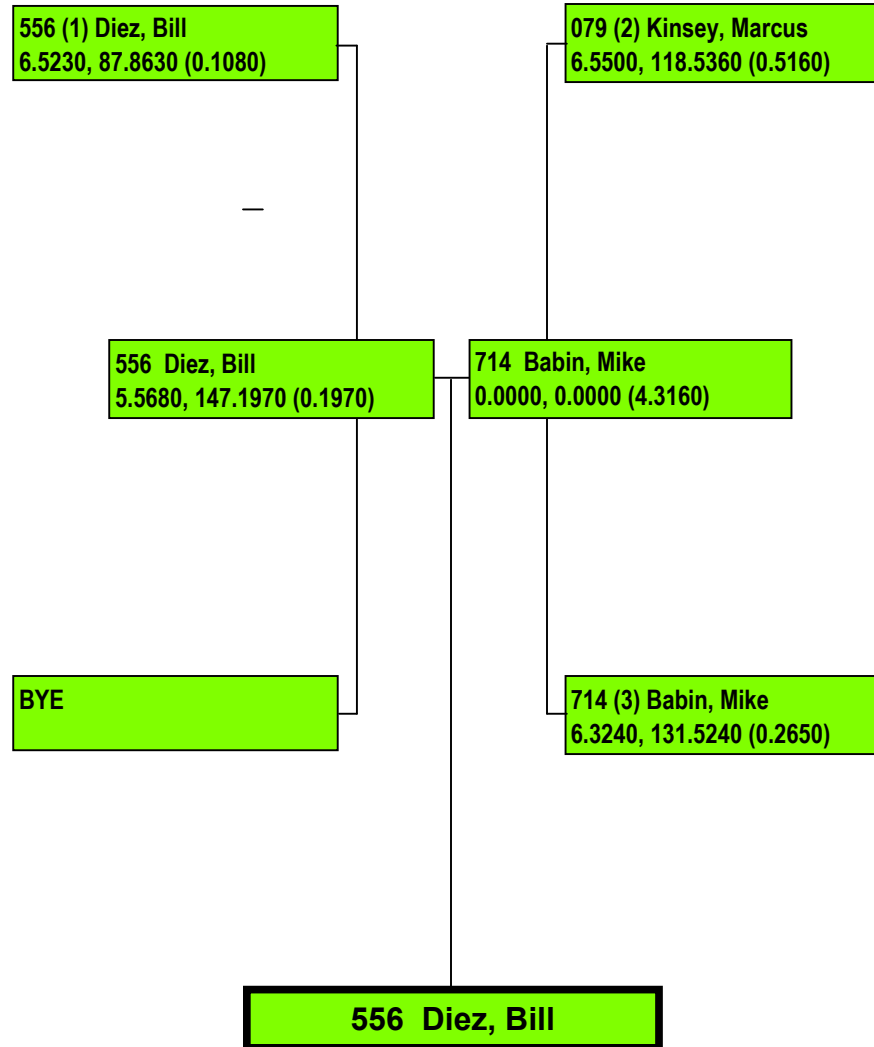 556 (1) Diez, Bill
6.5230, 87.8630 (0.1080)
079 (2) Kinsey, Marcus
6.5500, 118.5360 (0.5160)
556 Diez, Bill
5.5680, 147.1970 (0.1970)
714 Babin, Mike
0.0000, 0.0000 (4.3160)
BYE
714 (3) Babin, Mike
6.3240, 131.5240 (0.2650)
556 Diez, Bill